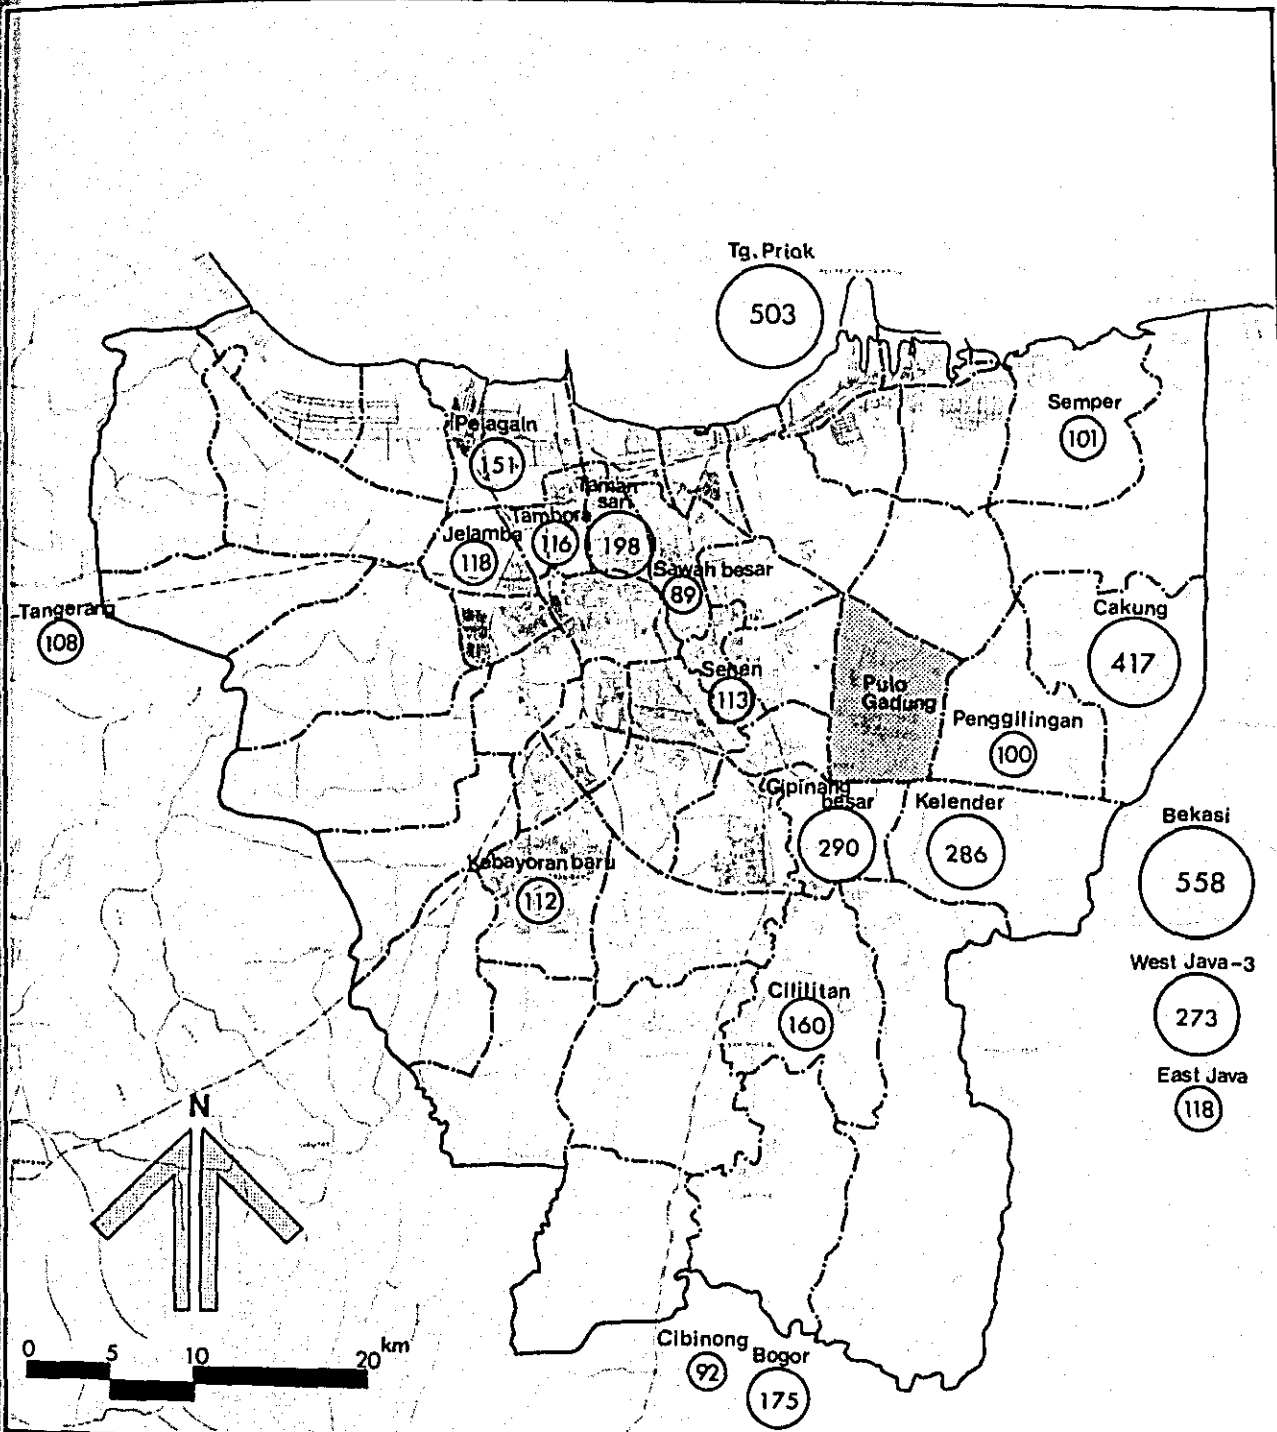 Tg. Priok
503
Semper
101
Pejagaln
151
Taman
sari
198
Tambora
116
Jelamba
118
Sawah besar
89
Tangerang
108
Cakung
417
Senen
113
Pulo
Gadung
Penggilingan
100
Cipinang
besar
290
Kelender
286
Bekasi
558
Kebayoran baru
112
West Java-3
273
Cililitan
160
East Java
118
N
0 5 10 20 km
Cibinong
92
Bogor
175